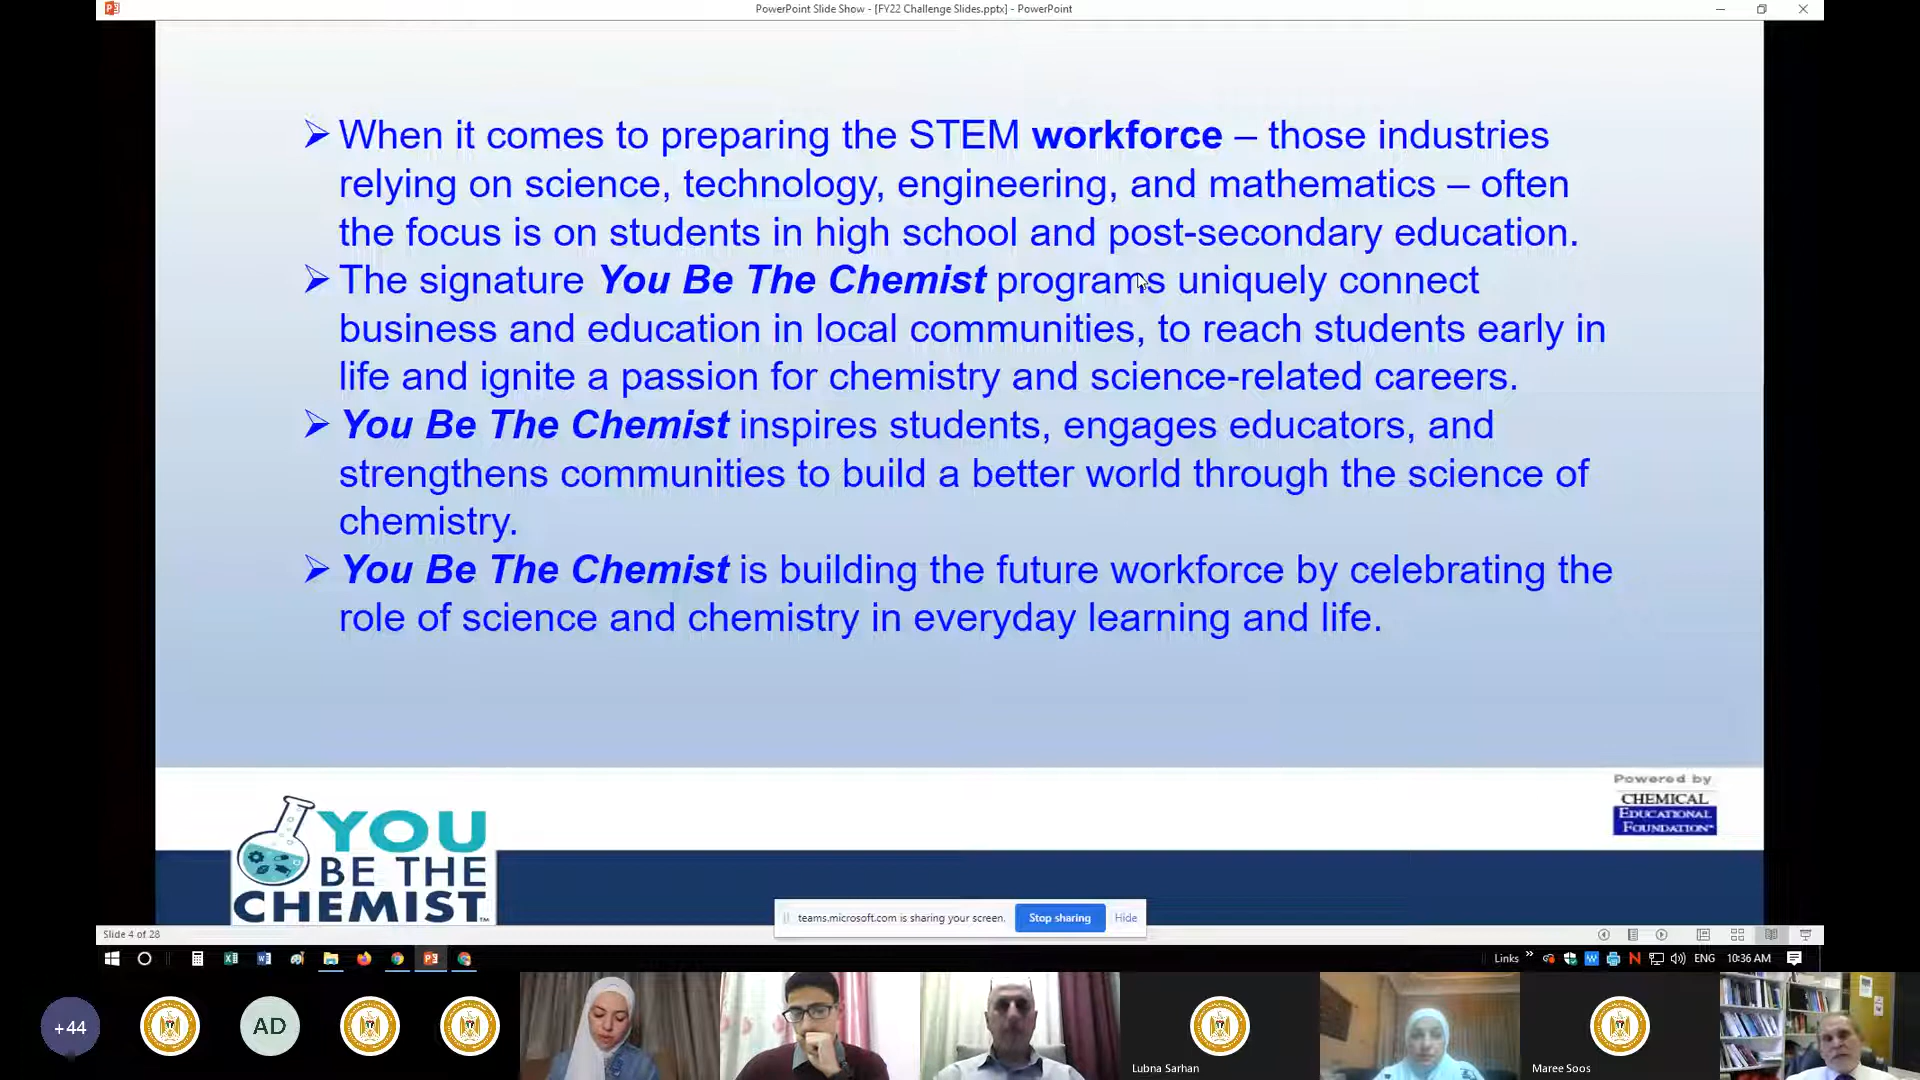 PowerPoint Slide Show - [FY22 Challenge Slides.pptx] - PowerPoint
➢ When it comes to preparing the STEM workforce – those industries
relying on science, technology, engineering, and mathematics – often
the focus is on students in high school and post-secondary education.
➢ The signature You Be The Chemist programs uniquely connect
business and education in local communities, to reach students early in
life and ignite a passion for chemistry and science-related careers.
➢ You Be The Chemist inspires students, engages educators, and
strengthens communities to build a better world through the science of
chemistry.
➢ You Be The Chemist is building the future workforce by celebrating the
role of science and chemistry in everyday learning and life.
Powered by
CHEMICAL
EDUCATIONAL
FOUNDATION
YOU
BE THE
CHEMIST™
teams.microsoft.com is sharing your screen. Stop sharing Hide
Slide 4 of 28
Links ENG 10:36 AM
+44
AD
Lubna Sarhan
Maree Soos